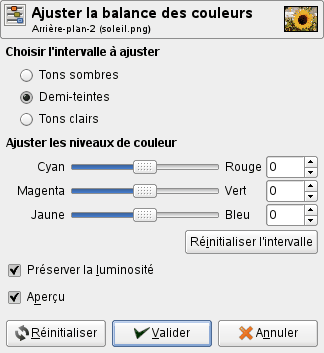 Ajuster la balance des couleurs
Arrière-plan-2 (soleil.png)
Choisir l'intervalle à ajuster
Tons sombres
Demi-teintes
Tons clairs
Ajuster les niveaux de couleur
Cyan Rouge 0
Magenta Vert 0
Jaune Bleu 0
Réinitialiser l'intervalle
Préserver la luminosité
Aperçu
Réinitialiser Valider Annuler